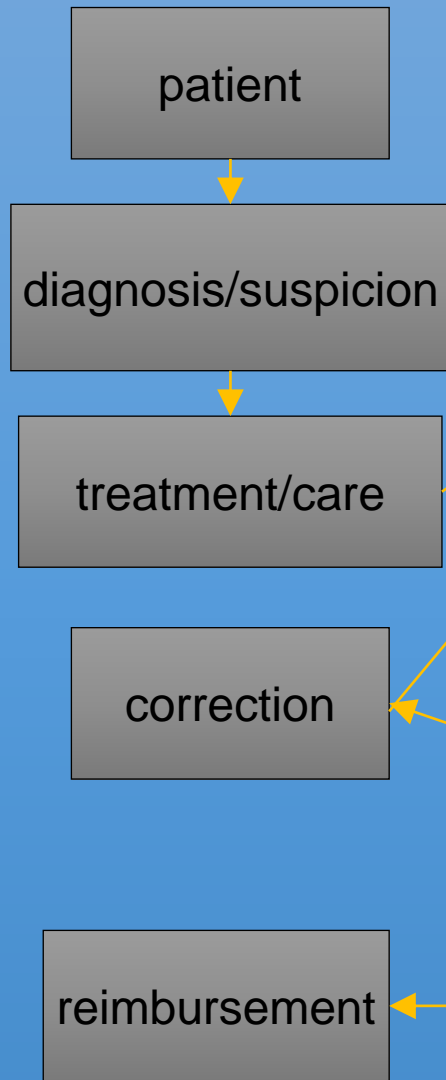 patient
diagnosis/suspicion
treatment/care
correction
reimbursement